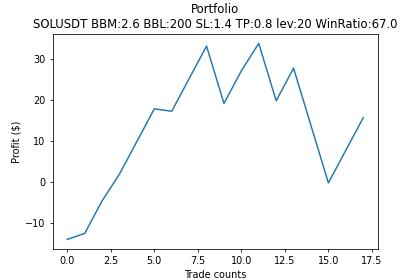 Portfolio
SOLUSDT BBM:2.6 BBL:200 SL:1.4 TP:0.8 lev:20 WinRatio:67.0
30
20
10
0
−10
Profit ($)
0.0 2.5 5.0 7.5 10.0 12.5 15.0 17.5
Trade counts